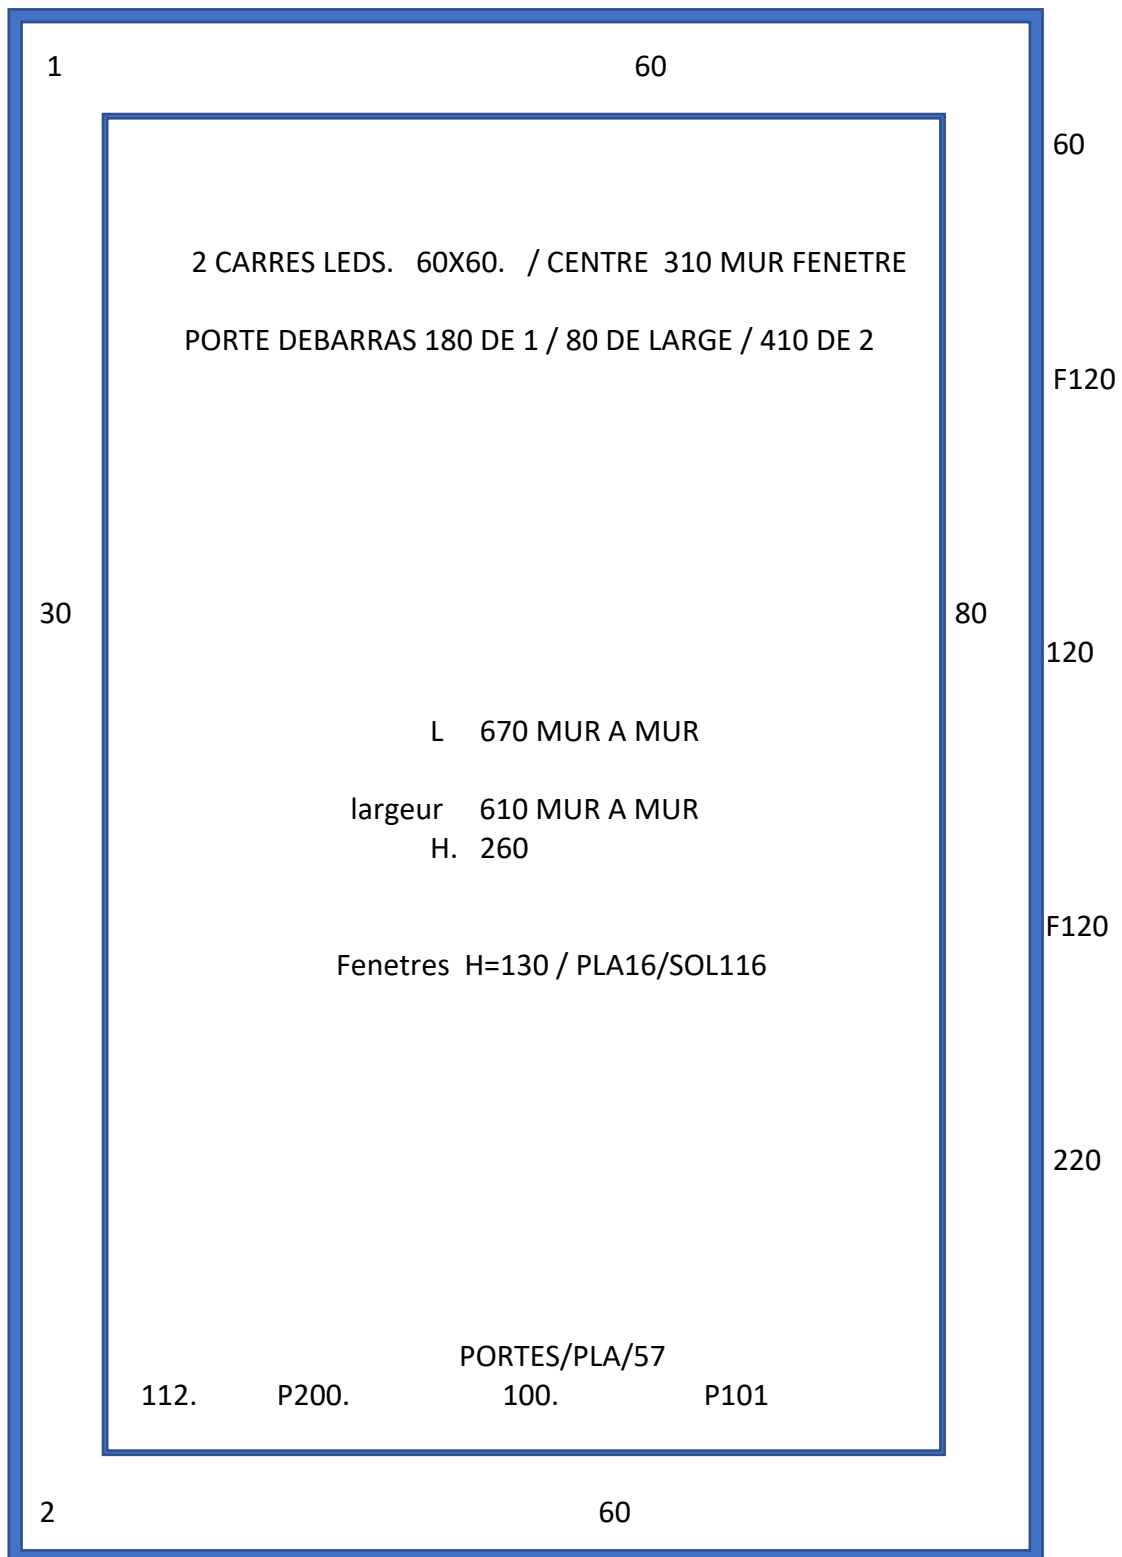 1 60
60
2 CARRES LEDS. 60X60. / CENTRE 310 MUR FENETRE
PORTE DEBARRAS 180 DE 1 / 80 DE LARGE / 410 DE 2
F120
30 80
120
L 670 MUR A MUR
largeur 610 MUR A MUR
H. 260
F120
Fenetres H=130 / PLA16/SOL116
220
PORTES/PLA/57
112. P200. 100. P101
2 60